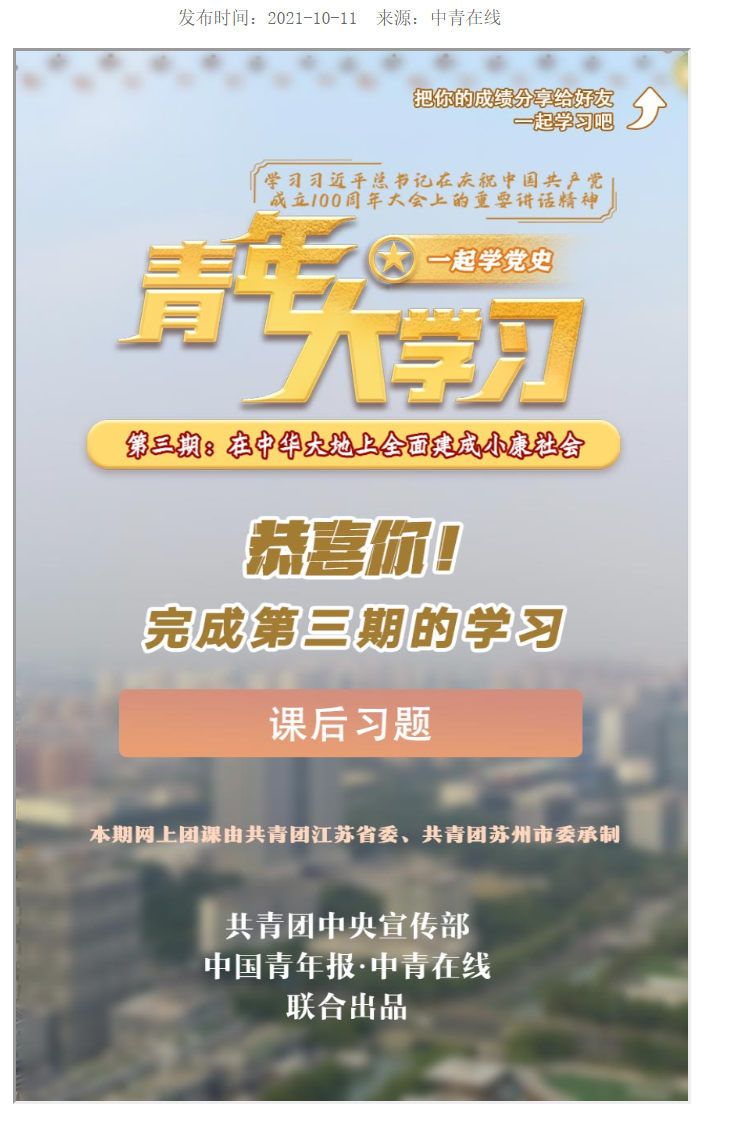 发布时间：2021-10-11 来源：中青在线
把你的成绩分享给好友
一起学习吧
学习习近平总书记在庆祝中国共产党
成立100周年大会上的重要讲话精神
青年大学习
一起学党史
第三期：在中华大地上全面建成小康社会
恭喜你！
完成第三期的学习
课后习题
本期网上团课由共青团江苏省委、共青团苏州市委承制
共青团中央宣传部
中国青年报·中青在线
联合出品